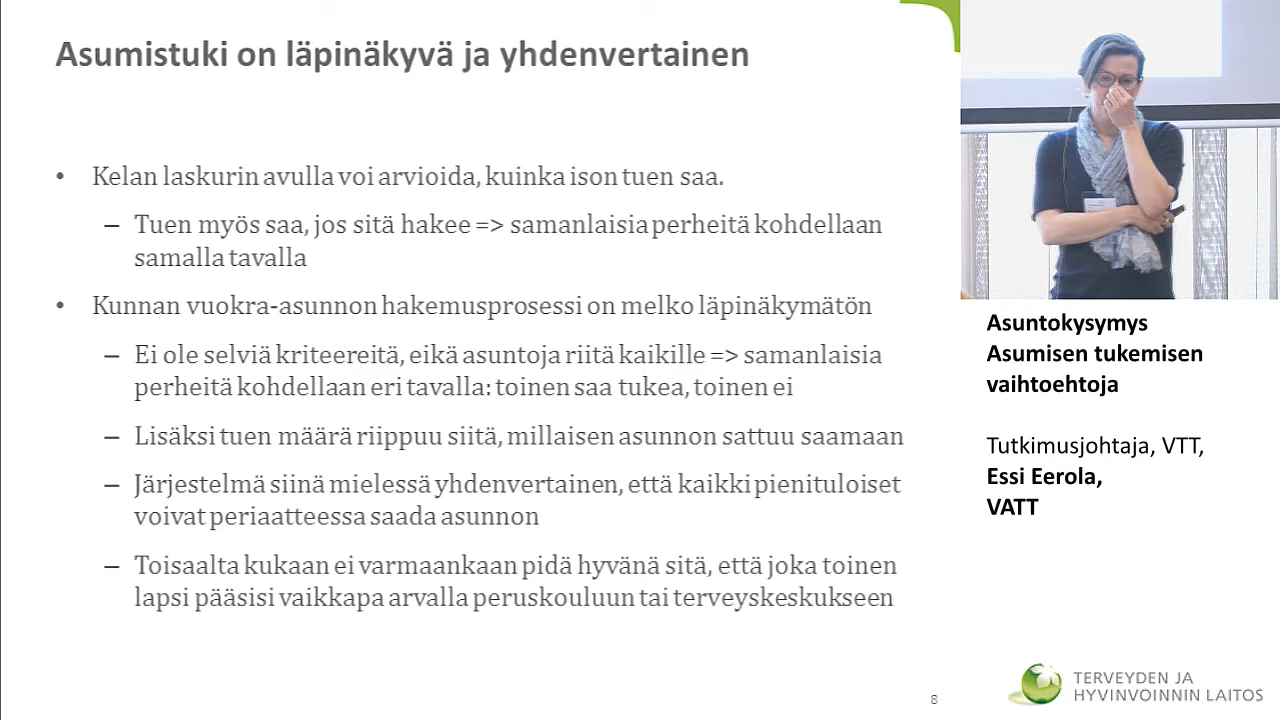 Asumistuki on läpinäkyvä ja yhdenvertainen
• Kelan laskurin avulla voi arvioida, kuinka ison tuen saa.
– Tuen myös saa, jos sitä hakee => samanlaisia perheitä kohdellaan
samalla tavalla
• Kunnan vuokra-asunnon hakemusprosessi on melko läpinäkymätön
– Ei ole selviä kriteereitä, eikä asuntoja riitä kaikille => samanlaisia
perheitä kohdellaan eri tavalla: toinen saa tukea, toinen ei
– Lisäksi tuen määrä riippuu siitä, millaisen asunnon sattuu saamaan
– Järjestelmä siinä mielessä yhdenvertainen, että kaikki pienituloiset
voivat periaatteessa saada asunnon
– Toisaalta kukaan ei varmaankaan pidä hyvänä sitä, että joka toinen
lapsi pääsisi vaikkapa arvalla peruskouluun tai terveyskeskukseen
8
Asuntokysymys
Asumisen tukemisen
vaihtoehtoja
Tutkimusjohtaja, VTT,
Essi Eerola,
VATT
TERVEYDEN JA
HYVINVOINNIN LAITOS